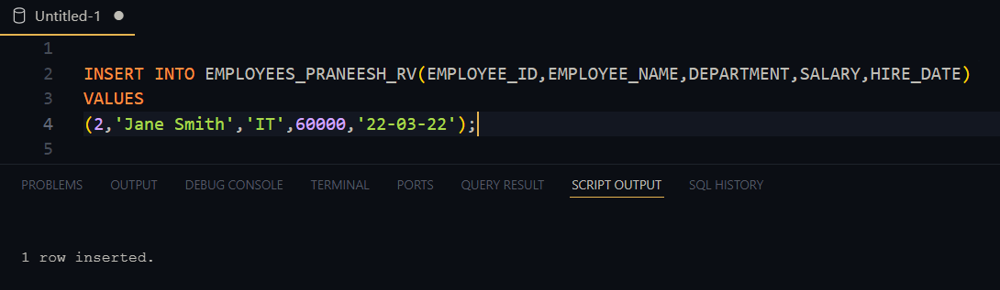 Untitled-1
1
2 INSERT INTO EMPLOYEES_PRANEESH_RV(EMPLOYEE_ID,EMPLOYEE_NAME,DEPARTMENT,SALARY,HIRE_DATE)
3 VALUES
4 (2,'Jane Smith','IT',60000,'22-03-22');
5
PROBLEMS OUTPUT DEBUG CONSOLE TERMINAL PORTS QUERY RESULT SCRIPT OUTPUT SQL HISTORY
1 row inserted.